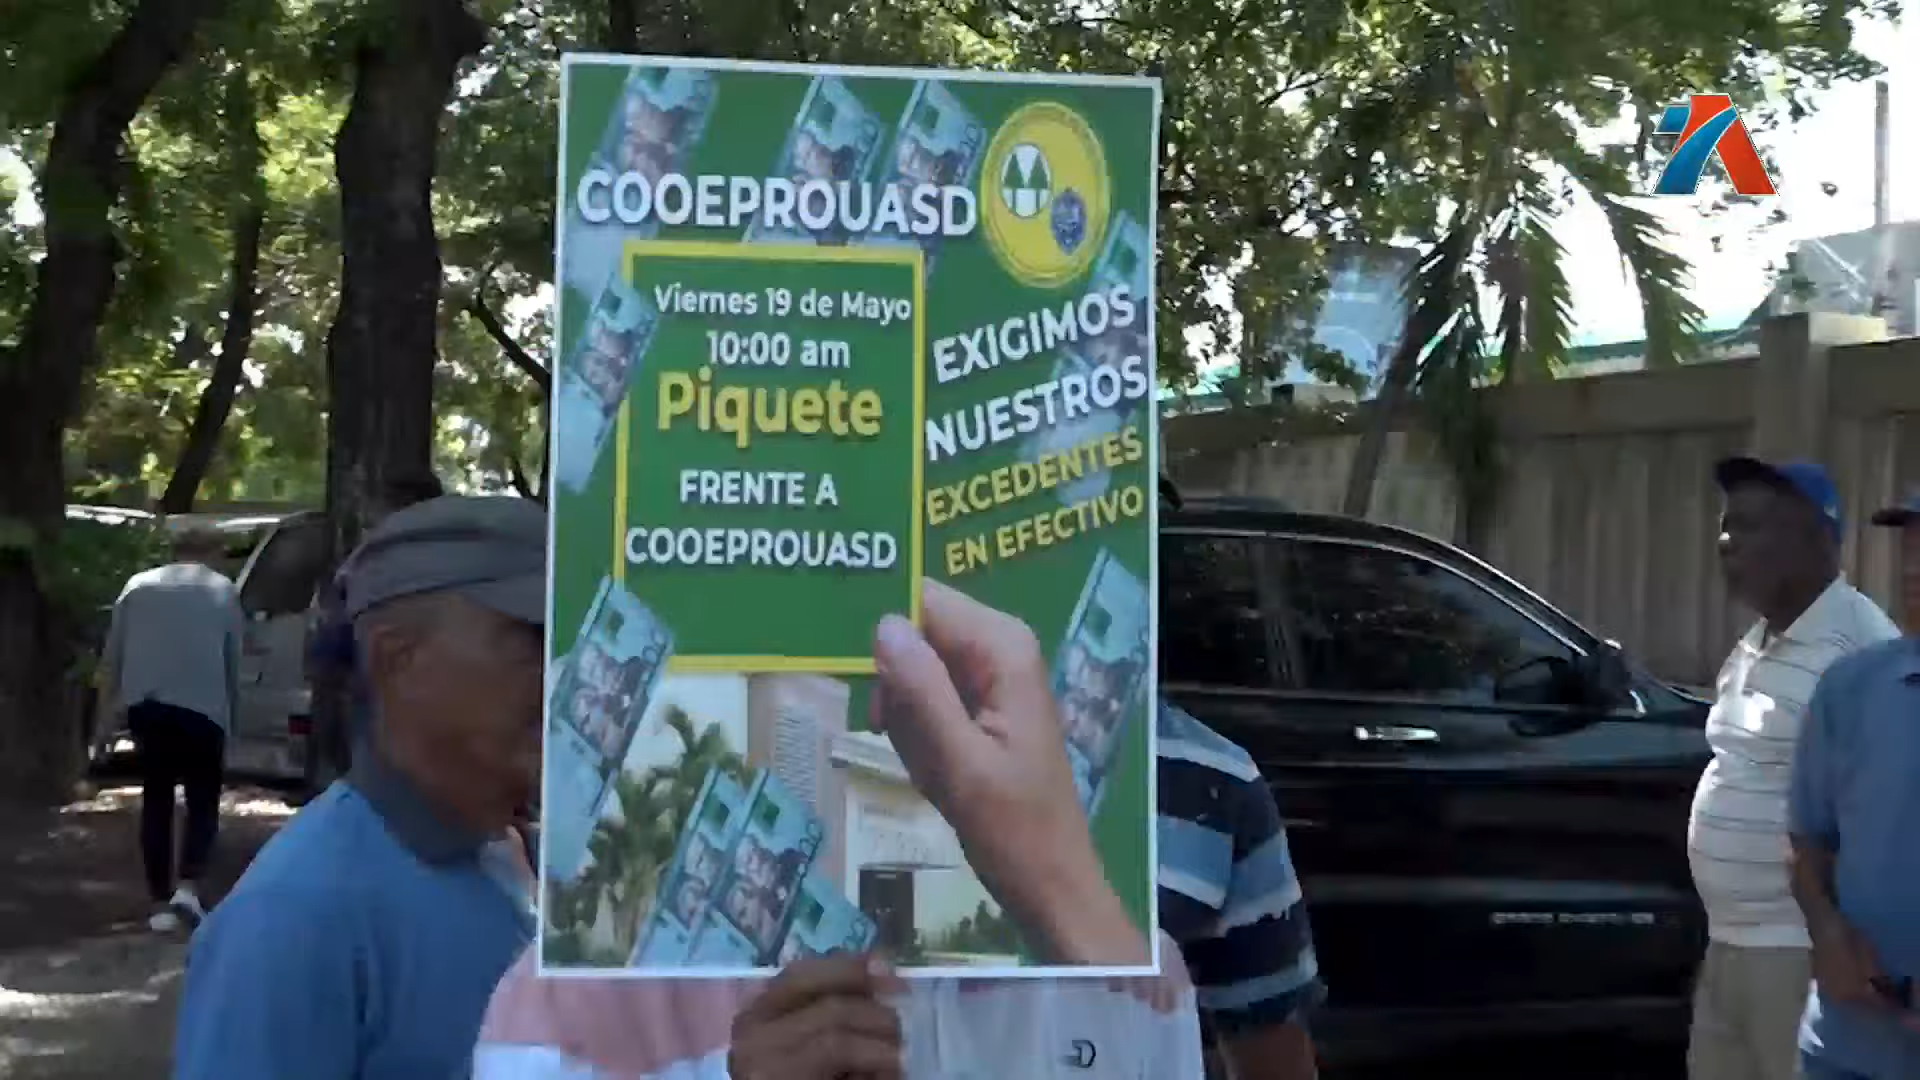 COOEPROUASD
Viernes 19 de Mayo
10:00 am
Piquete
FRENTE A
COOEPROUASD
EXIGIMOS
NUESTROS
EXCEDENTES
EN EFECTIVO